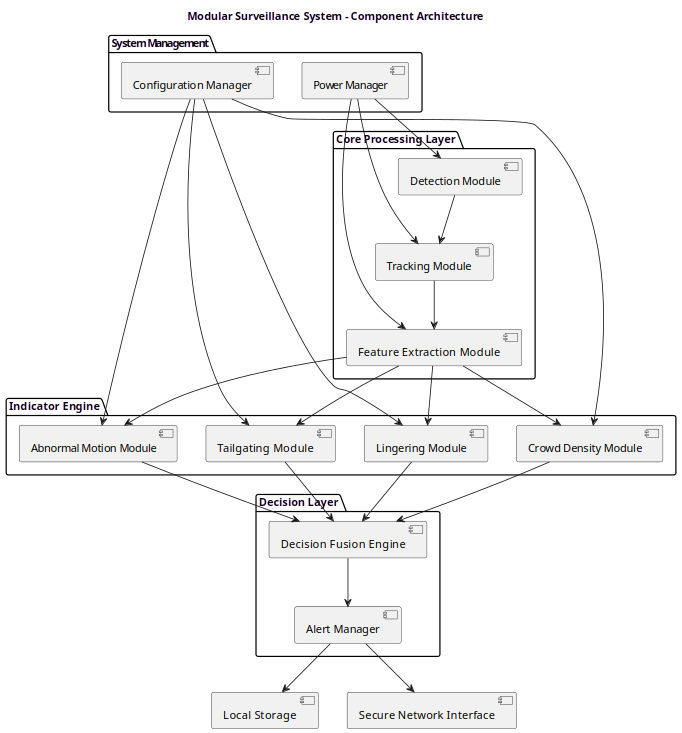 Modular Surveillance System - Component Architecture
System Management
Configuration Manager
Power Manager
Core Processing Layer
Detection Module
Tracking Module
Feature Extraction Module
Indicator Engine
Abnormal Motion Module
Tailgating Module
Lingering Module
Crowd Density Module
Decision Layer
Decision Fusion Engine
Alert Manager
Local Storage
Secure Network Interface